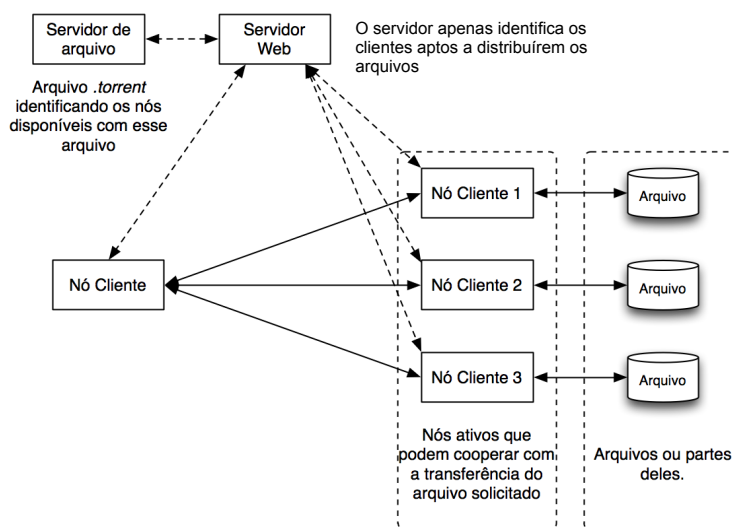 Servidor de
arquivo
Servidor
Web
O servidor apenas identifica os
clientes aptos a distribuírem os
arquivos
Arquivo .torrent
identificando os nós
disponíveis com esse
arquivo
Nó Cliente 1
Arquivo
Nó Cliente
Nó Cliente 2
Arquivo
Nó Cliente 3
Arquivo
Nós ativos que
podem cooperar com
a transferência do
arquivo solicitado
Arquivos ou partes
deles.